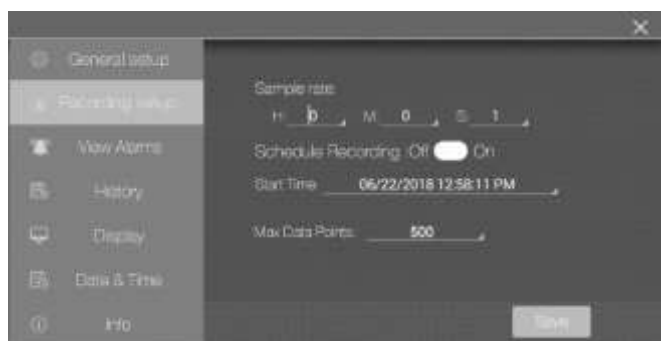 General setup
Recording setup
View Alarms
History
Display
Date & Time
Info
Sample rate:
H: 0 M: 0 S: 1
Schedule Recording: Off On
Start Time: 06/22/2018 12:58:11 PM
Max Data Points: 500
Save